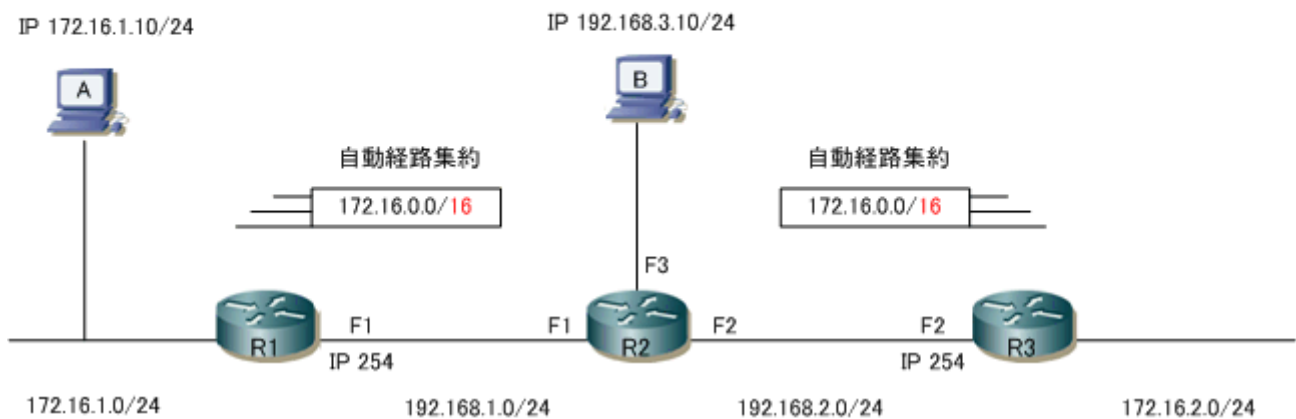 IP 172.16.1.10/24
IP 192.168.3.10/24
A
B
自動経路集約
自動経路集約
172.16.0.0/16
172.16.0.0/16
F3
F1
F1
F2
F2
R1
R2
R3
IP 254
IP 254
172.16.1.0/24
192.168.1.0/24
192.168.2.0/24
172.16.2.0/24